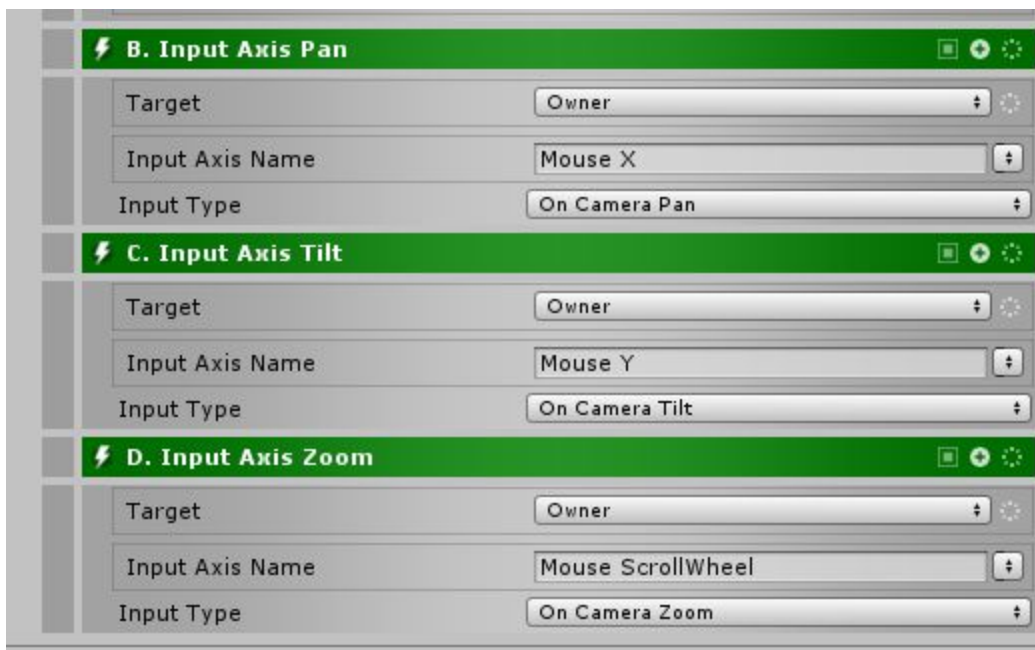 B. Input Axis Pan
Target Owner
Input Axis Name Mouse X
Input Type On Camera Pan
C. Input Axis Tilt
Target Owner
Input Axis Name Mouse Y
Input Type On Camera Tilt
D. Input Axis Zoom
Target Owner
Input Axis Name Mouse ScrollWheel
Input Type On Camera Zoom